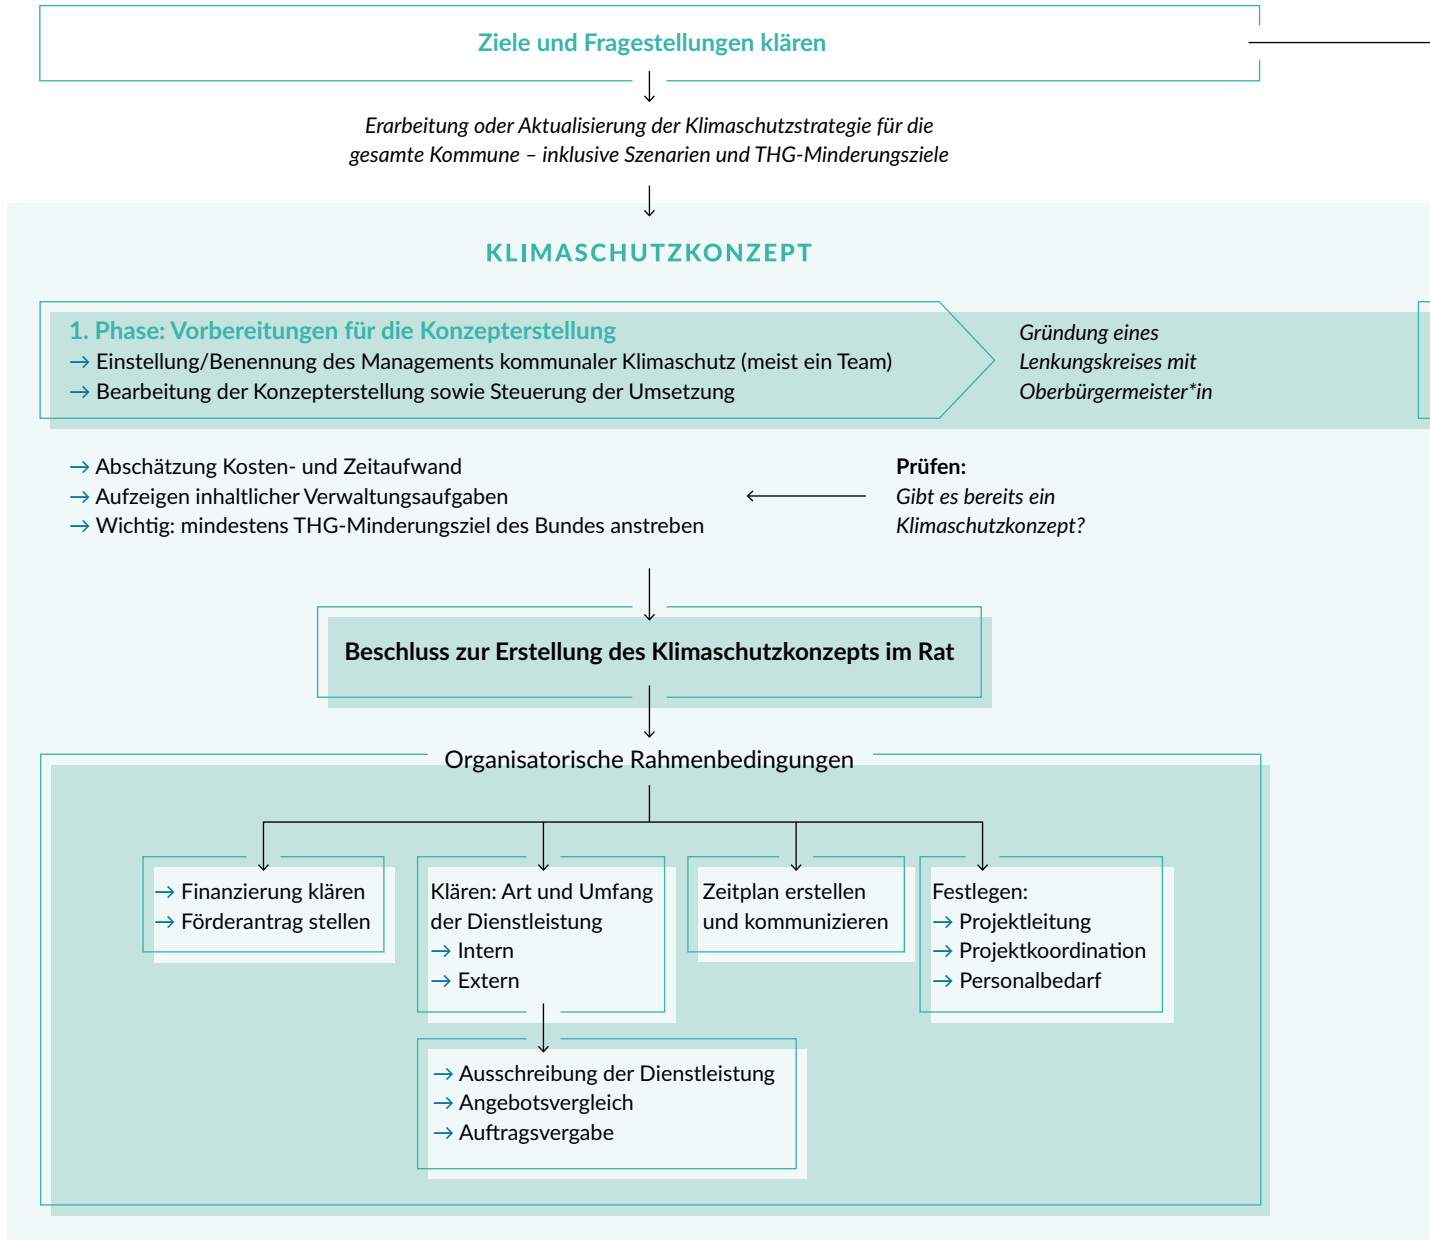 Ziele und Fragestellungen klären
Erarbeitung oder Aktualisierung der Klimaschutzstrategie für die
gesamte Kommune – inklusive Szenarien und THG-Minderungsziele
KLIMASCHUTZKONZEPT
1. Phase: Vorbereitungen für die Konzepterstellung
→ Einstellung/Benennung des Managements kommunaler Klimaschutz (meist ein Team)
→ Bearbeitung der Konzepterstellung sowie Steuerung der Umsetzung
Gründung eines
Lenkungskreises mit
Oberbürgermeister*in
→ Abschätzung Kosten- und Zeitaufwand
→ Aufzeigen inhaltlicher Verwaltungsaufgaben
→ Wichtig: mindestens THG-Minderungsziel des Bundes anstreben
Prüfen:
Gibt es bereits ein
Klimaschutzkonzept?
Beschluss zur Erstellung des Klimaschutzkonzepts im Rat
Organisatorische Rahmenbedingungen
→ Finanzierung klären
→ Förderantrag stellen
Klären: Art und Umfang
der Dienstleistung
→ Intern
→ Extern
Zeitplan erstellen
und kommunizieren
Festlegen:
→ Projektleitung
→ Projektkoordination
→ Personalbedarf
→ Ausschreibung der Dienstleistung
→ Angebotsvergleich
→ Auftragsvergabe